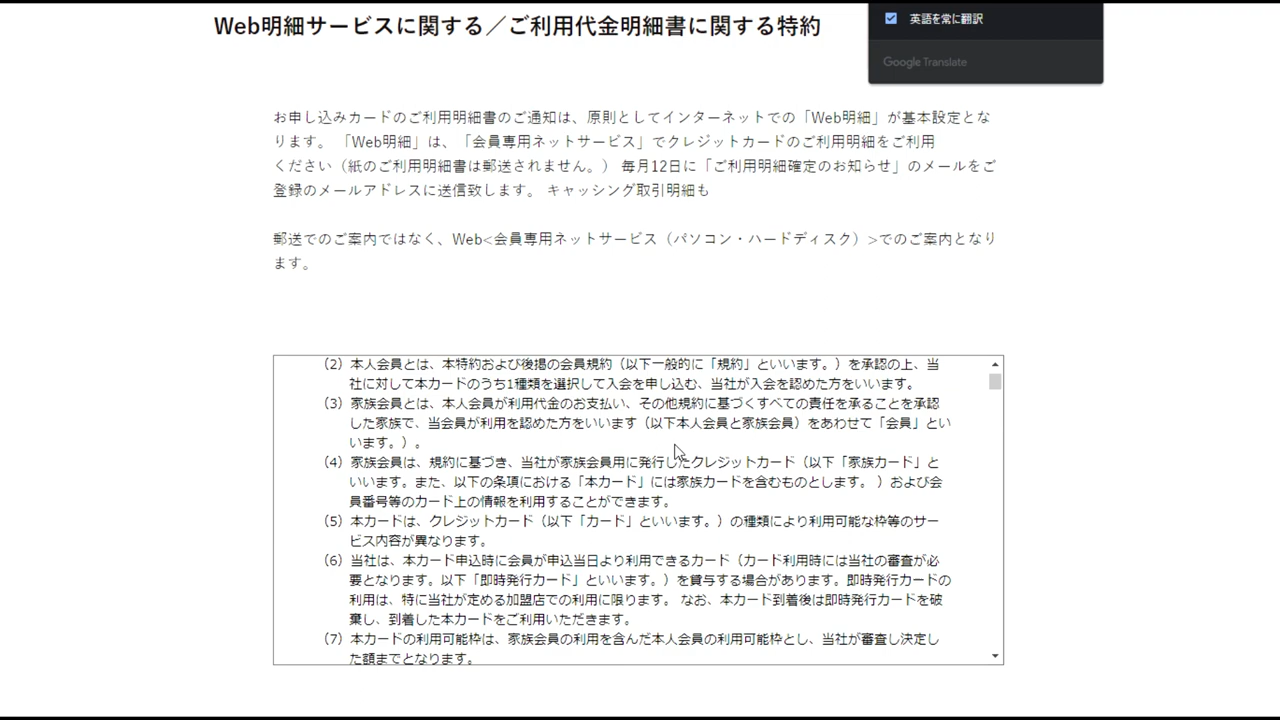 Web明細サービスに関する／ご利用代金明細書に関する特約
英語を常に翻訳
Google Translate
お申し込みカードのご利用明細書のご通知は、原則としてインターネットでの「Web明細」が基本設定とな
ります。 「Web明細」は、「会員専用ネットサービス」でクレジットカードのご利用明細をご利用
ください（紙のご利用明細書は郵送されません。） 毎月12日に「ご利用明細確定のお知らせ」のメールをご
登録のメールアドレスに送信致します。 キャッシング取引明細も
郵送でのご案内ではなく、Web<会員専用ネットサービス（パソコン・ハードディスク）>でのご案内となり
ます。
（2）本人会員とは、本特約および後掲の会員規約（以下一般的に「規約」といいます。）を承認の上、当
社に対して本カードのうち1種類を選択して入会を申し込む、当社が入会を認めた方をいいます。
（3）家族会員とは、本人会員が利用代金のお支払い、その他規約に基づくすべての責任を承ることを承認
した家族で、当会員が利用を認めた方をいいます（以下本人会員と家族会員）をあわせて「会員」とい
います。）。
（4）家族会員は、規約に基づき、当社が家族会員用に発行したクレジットカード（以下「家族カード」と
いいます。また、以下の条項における「本カード」には家族カードを含むものとします。 ）および会
員番号等のカード上の情報を利用することができます。
（5）本カードは、クレジットカード（以下「カード」といいます。）の種類により利用可能な枠等のサー
ビス内容が異なります。
（6）当社は、本カード申込時に会員が申込当日より利用できるカード（カード利用時には当社の審査が必
要となります。以下「即時発行カード」といいます。）を貸与する場合があります。即時発行カードの
利用は、特に当社が定める加盟店での利用に限ります。 なお、本カード到着後は即時発行カードを破
棄し、到着した本カードをご利用いただきます。
（7）本カードの利用可能枠は、家族会員の利用を含んだ本人会員の利用可能枠とし、当社が審査し決定し
た額までとなります。